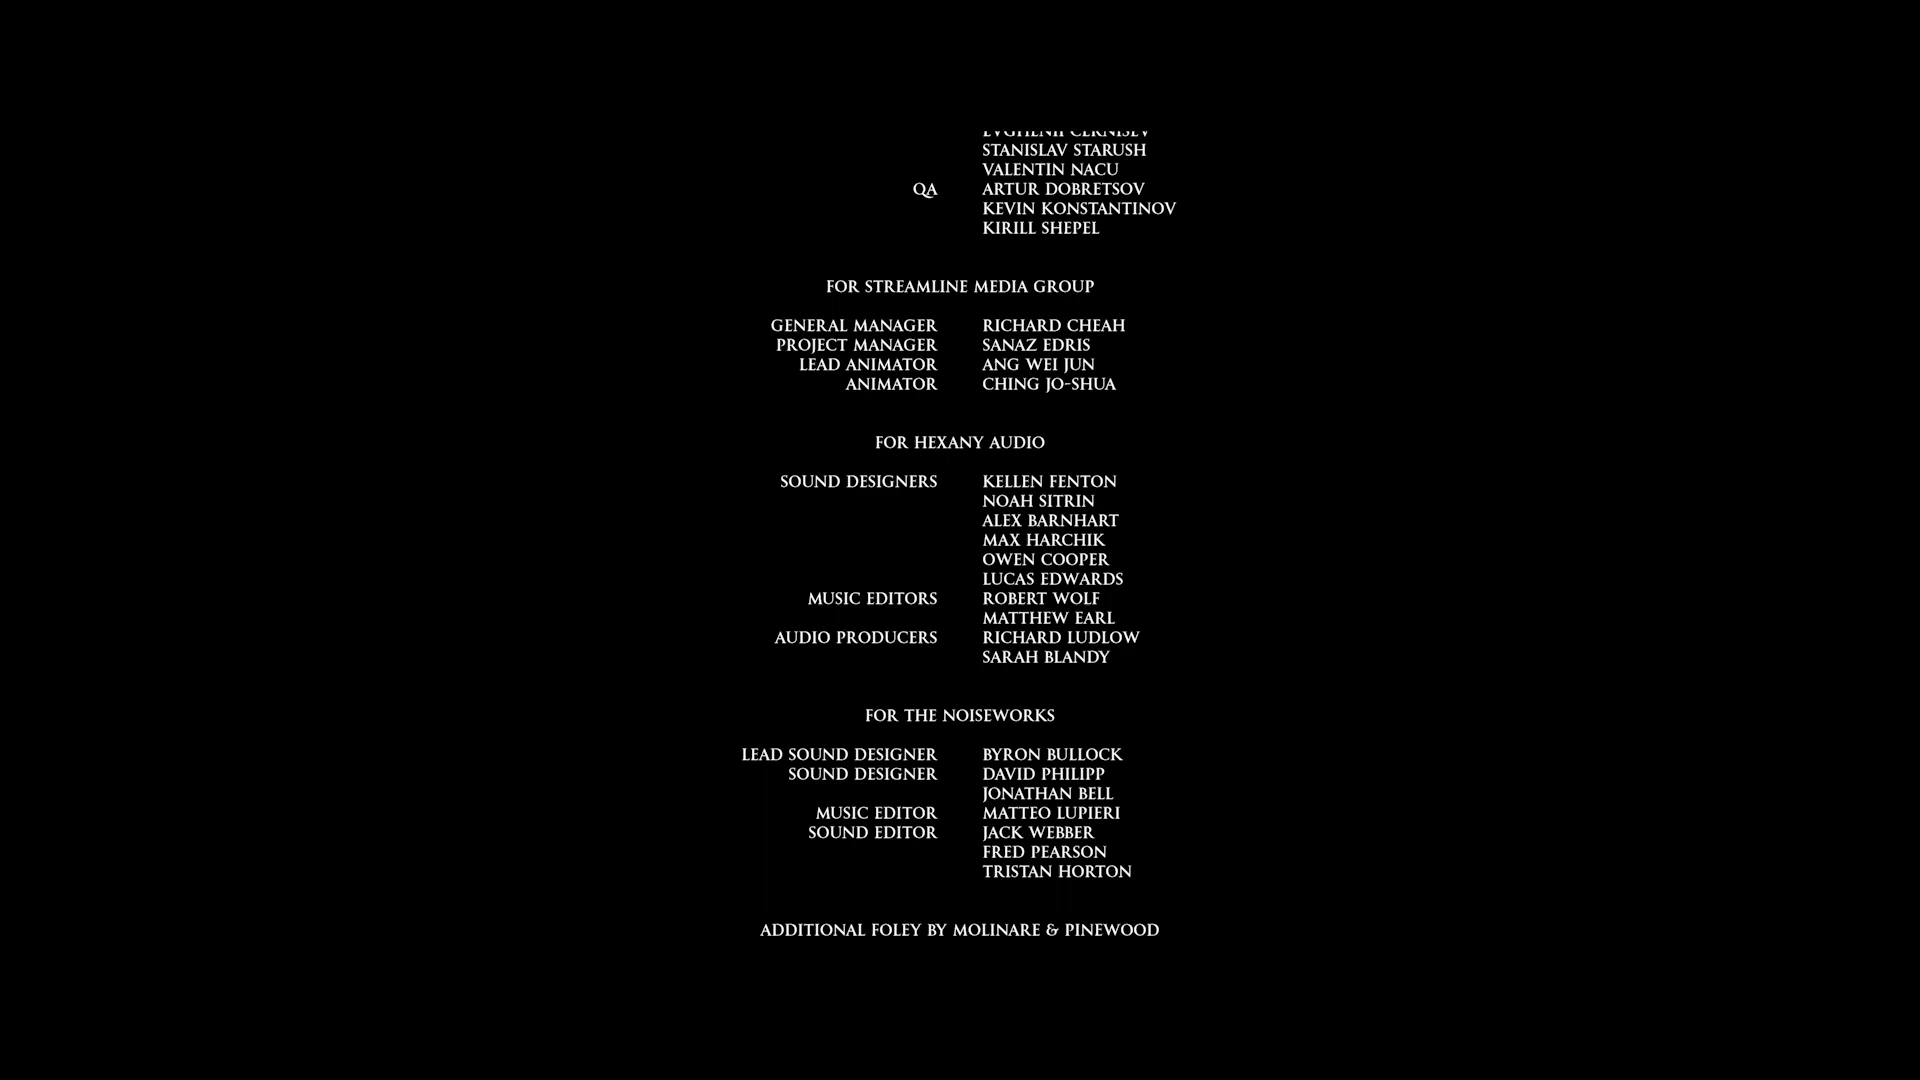 EVGHENII CERNISEV
STANISLAV STARUSH
VALENTIN NACU
QA ARTUR DOBRETSOV
KEVIN KONSTANTINOV
KIRILL SHEPEL
FOR STREAMLINE MEDIA GROUP
GENERAL MANAGER RICHARD CHEAH
PROJECT MANAGER SANAZ EDRIS
LEAD ANIMATOR ANG WEI JUN
ANIMATOR CHING JO-SHUA
FOR HEXANY AUDIO
SOUND DESIGNERS KELLEN FENTON
NOAH SITRIN
ALEX BARNHART
MAX HARCHIK
OWEN COOPER
LUCAS EDWARDS
MUSIC EDITORS ROBERT WOLF
MATTHEW EARL
AUDIO PRODUCERS RICHARD LUDLOW
SARAH BLANDY
FOR THE NOISEWORKS
LEAD SOUND DESIGNER BYRON BULLOCK
SOUND DESIGNER DAVID PHILIPP
JONATHAN BELL
MUSIC EDITOR MATTEO LUPIERI
SOUND EDITOR JACK WEBBER
FRED PEARSON
TRISTAN HORTON
ADDITIONAL FOLEY BY MOLINARE & PINEWOOD